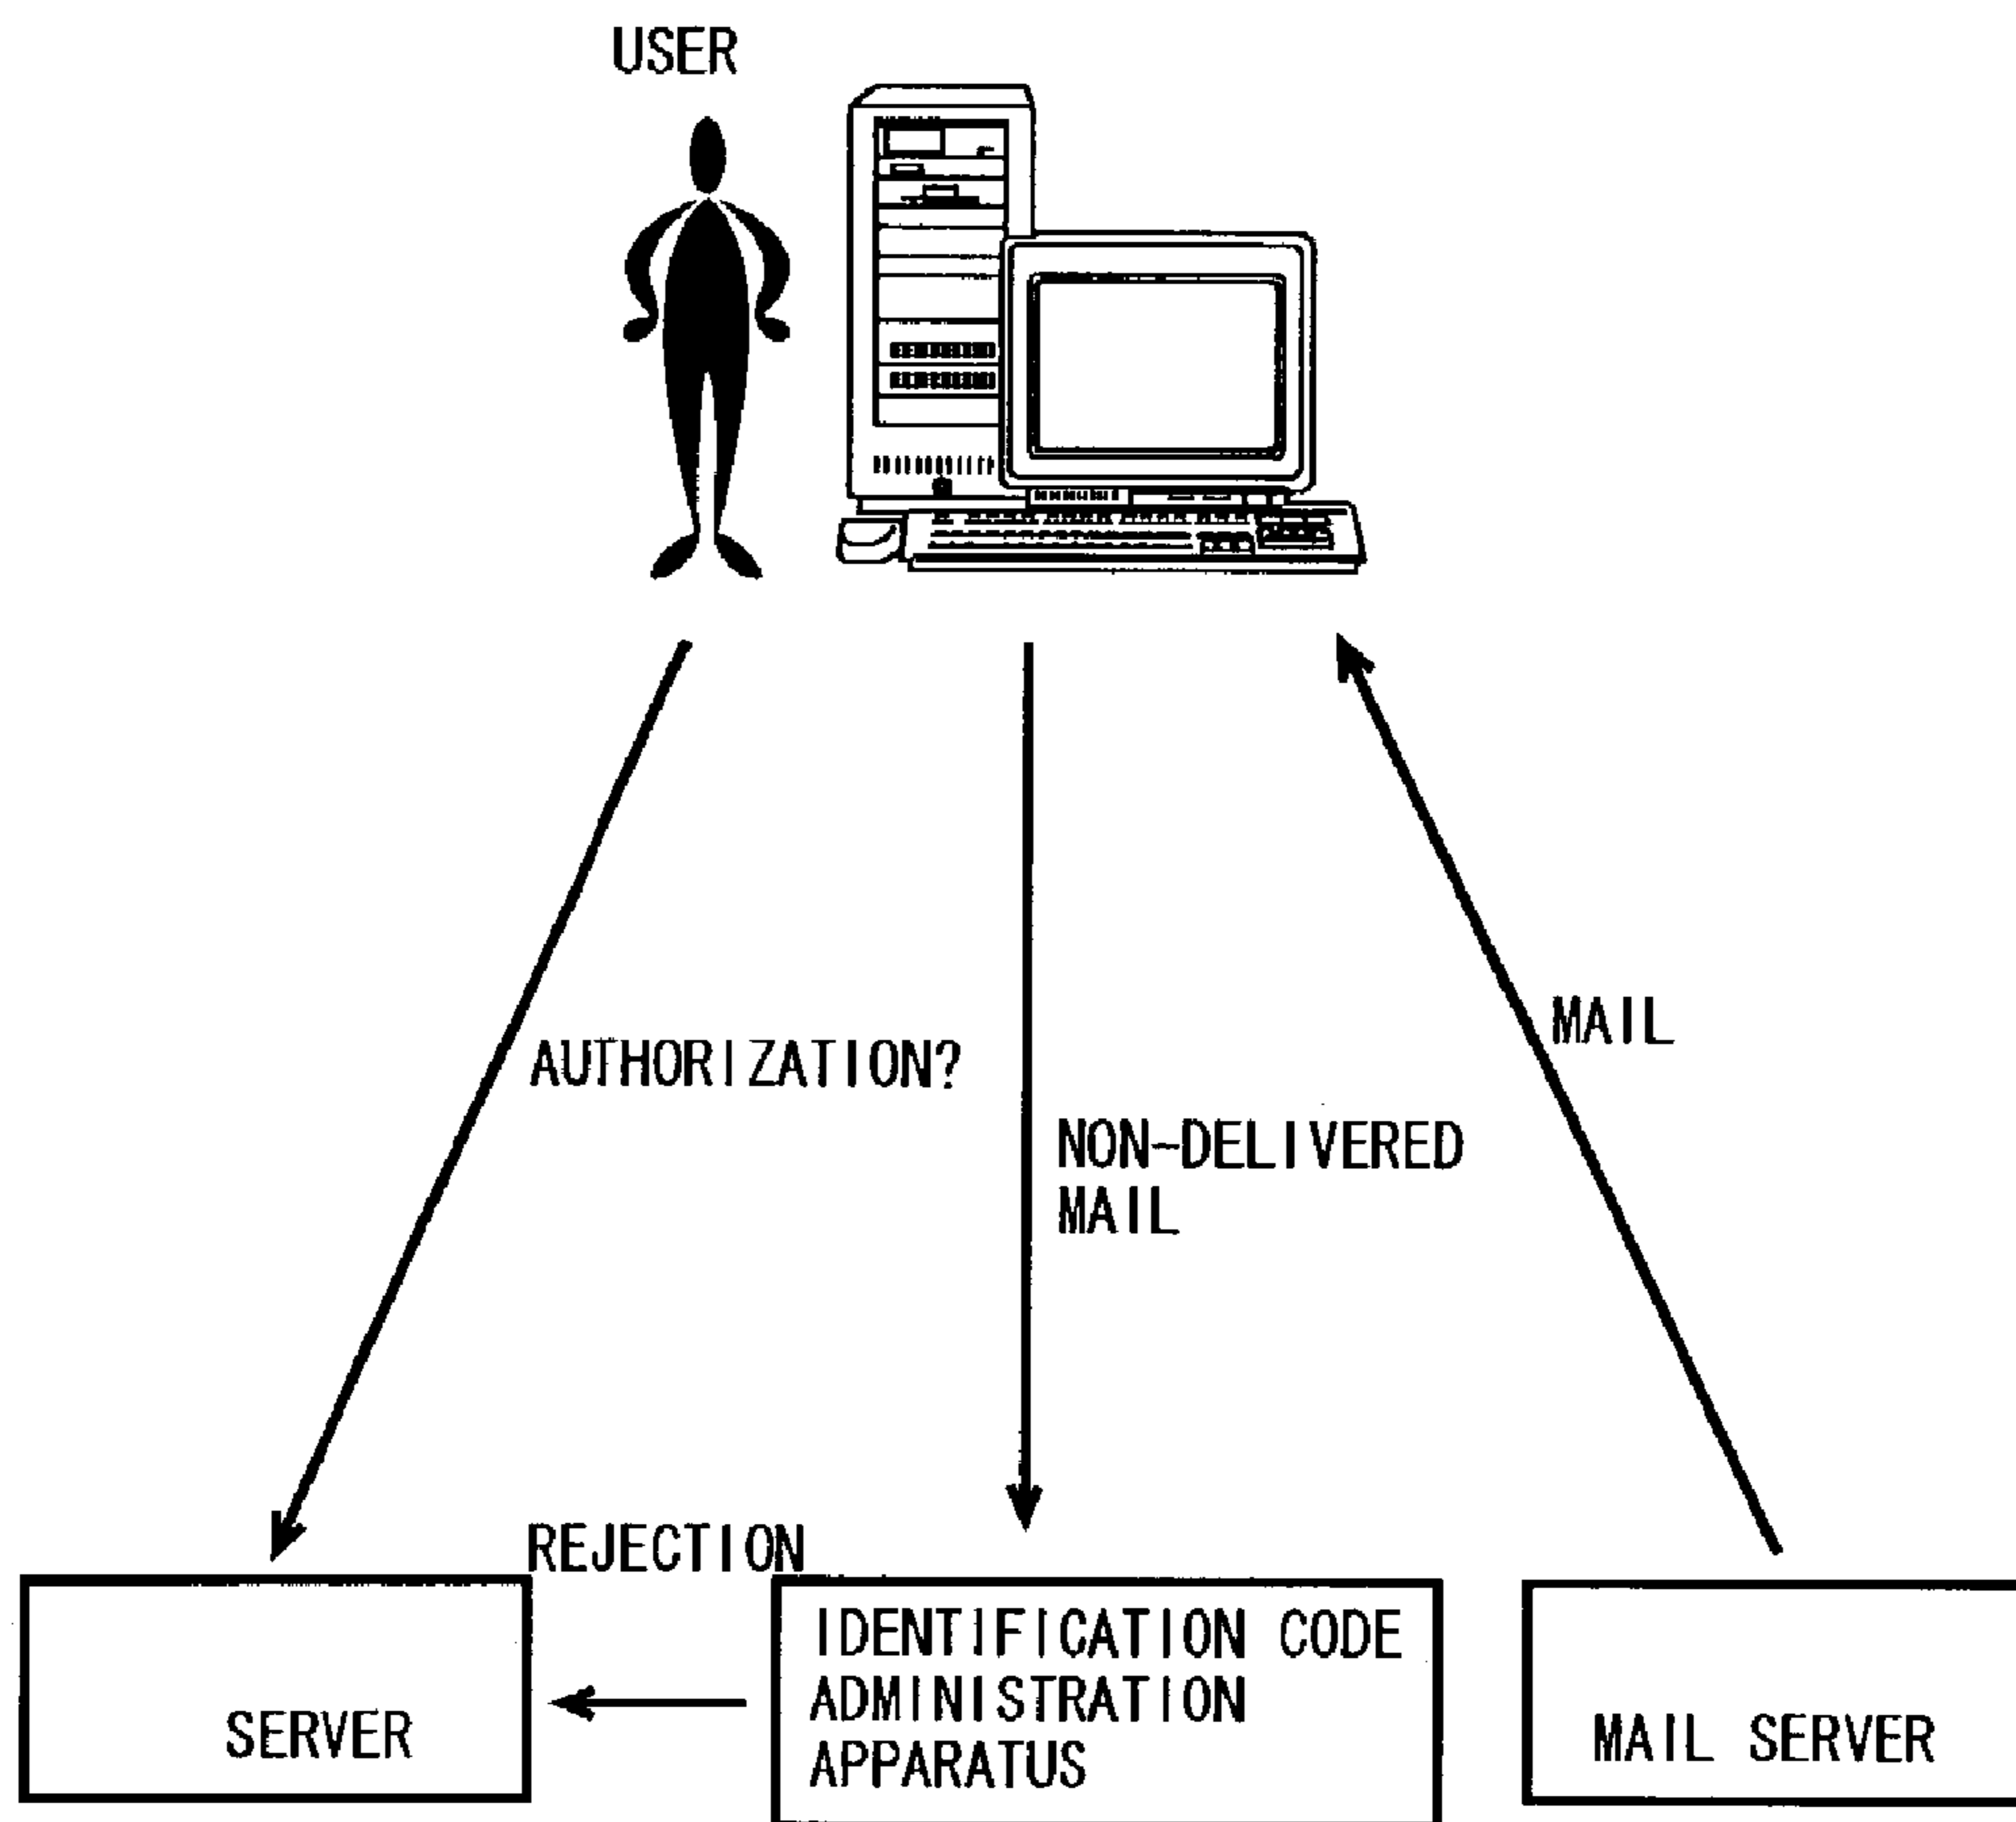 USER
MAIL
AUTHORIZATION?
NON-DELIVERED
MAIL
REJECTION
IDENTIFICATION CODE
ADMINISTRATION
APPARATUS
SERVER
MAIL SERVER